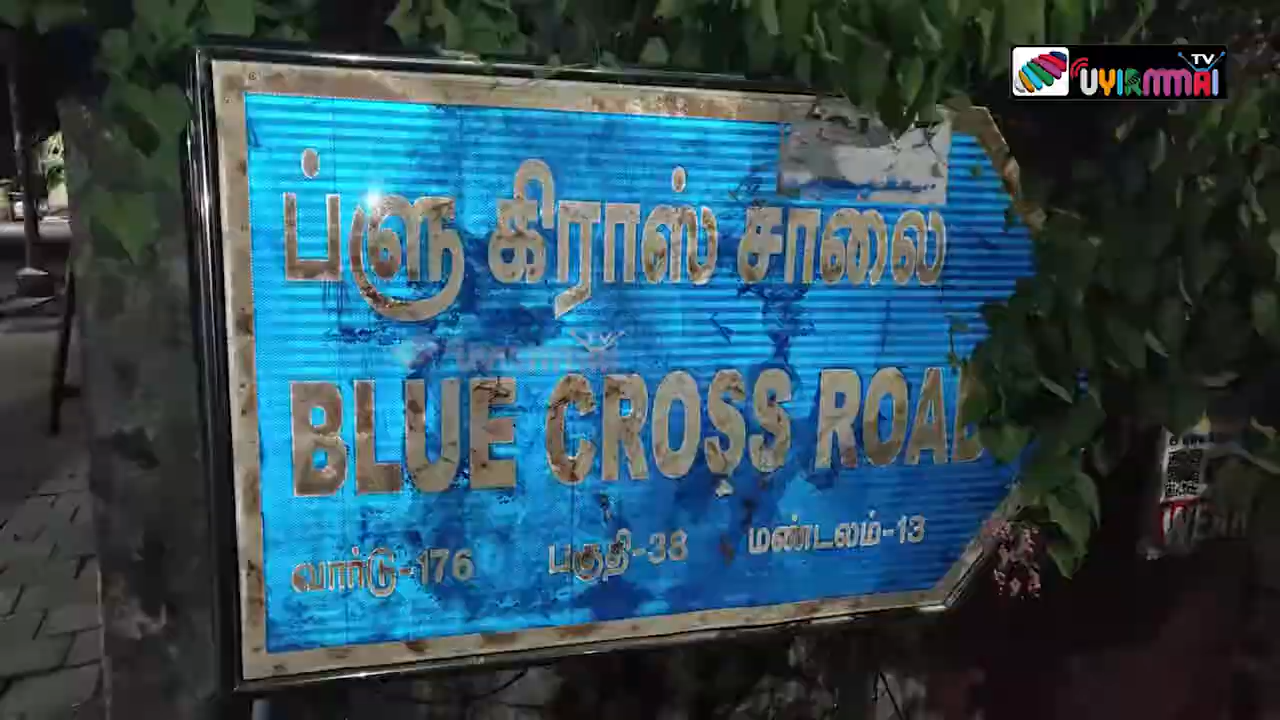 TV
UYIRMMAI
ப்ளு கிராஸ் சாலை
BLUE CROSS ROAD
வார்டு-176 பகுதி-38 மண்டலம்-13